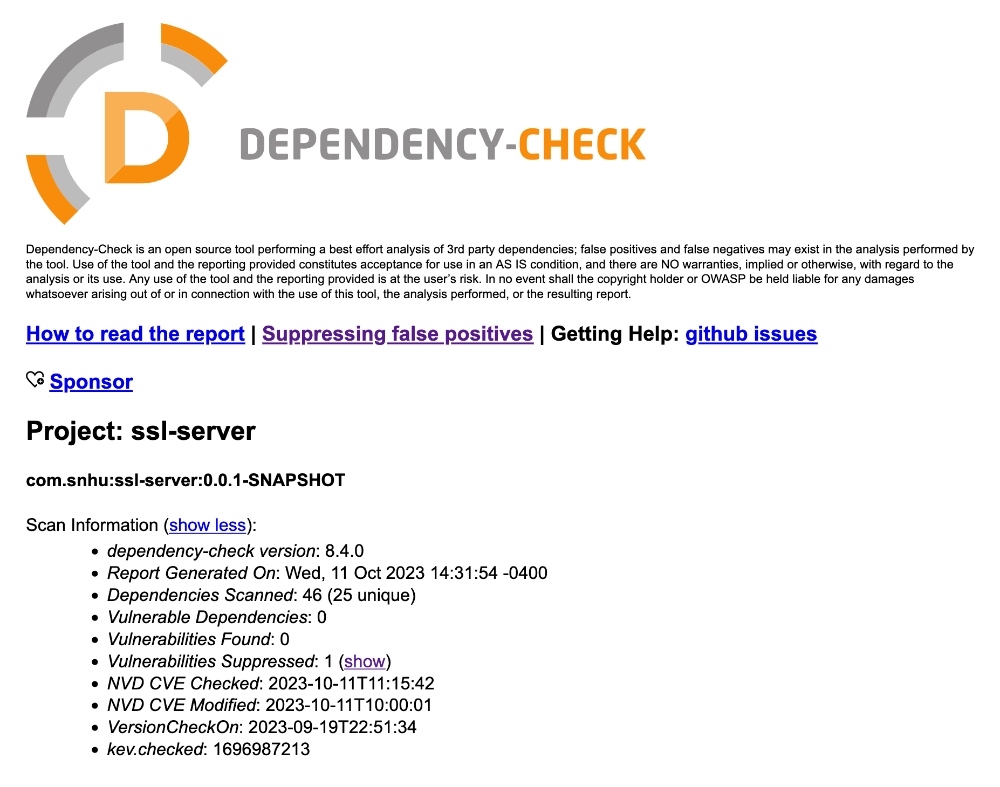 D
DEPENDENCY-CHECK
Dependency-Check is an open source tool performing a best effort analysis of 3rd party dependencies; false positives and false negatives may exist in the analysis performed by
the tool. Use of the tool and the reporting provided constitutes acceptance for use in an AS IS condition, and there are NO warranties, implied or otherwise, with regard to the
analysis or its use. Any use of the tool and the reporting provided is at the user’s risk. In no event shall the copyright holder or OWASP be held liable for any damages
whatsoever arising out of or in connection with the use of this tool, the analysis performed, or the resulting report.
How to read the report | Suppressing false positives | Getting Help: github issues
Sponsor
Project: ssl-server
com.snhu:ssl-server:0.0.1-SNAPSHOT
Scan Information (show less):
• dependency-check version: 8.4.0
• Report Generated On: Wed, 11 Oct 2023 14:31:54 -0400
• Dependencies Scanned: 46 (25 unique)
• Vulnerable Dependencies: 0
• Vulnerabilities Found: 0
• Vulnerabilities Suppressed: 1 (show)
• NVD CVE Checked: 2023-10-11T11:15:42
• NVD CVE Modified: 2023-10-11T10:00:01
• VersionCheckOn: 2023-09-19T22:51:34
• kev.checked: 1696987213